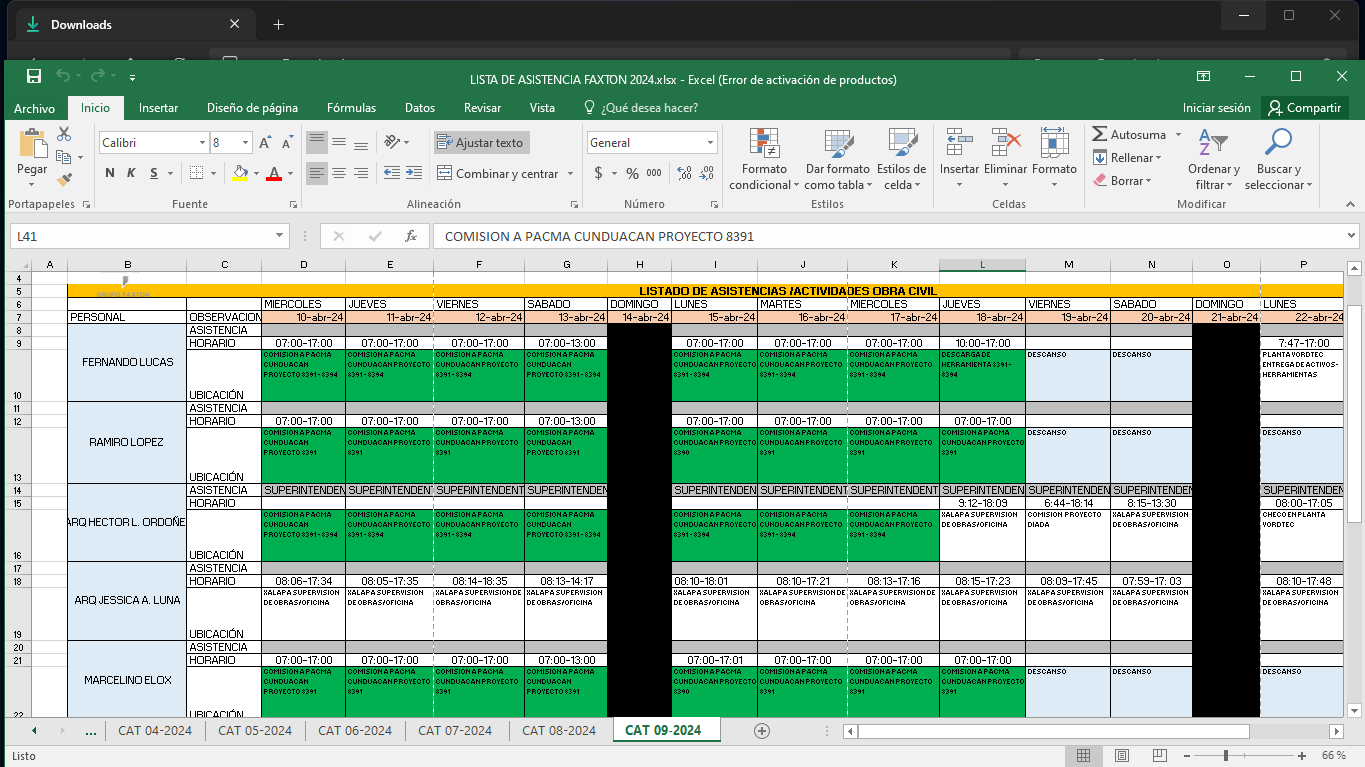 Downloads
LISTA DE ASISTENCIA FAXTON 2024.xlsx - Excel (Error de activación de productos)
Archivo Inicio Insertar Diseño de página Fórmulas Datos Revisar Vista ¿Qué desea hacer? Iniciar sesión Compartir
Pegar
Calibri 8
N K S
Ajustar texto
Combinar y centrar
General
$ % 000
Formato condicional
Dar formato como tabla
Estilos de celda
Insertar Eliminar Formato
Autosuma
Rellenar
Borrar
Ordenar y filtrar
Buscar y seleccionar
Portapapeles Fuente Alineación Número Estilos Celdas Modificar
L41 fx COMISION A PACMA CUNDUACAN PROYECTO 8391
A B C D E F G H I J K L M N O P
4
5 LISTADO DE ASISTENCIAS /ACTIVIDADES OBRA CIVIL
6 MIERCOLES JUEVES VIERNES SABADO DOMINGO LUNES MARTES MIERCOLES JUEVES VIERNES SABADO DOMINGO LUNES
7 PERSONAL OBSERVACION 10-abr-24 11-abr-24 12-abr-24 13-abr-24 14-abr-24 15-abr-24 16-abr-24 17-abr-24 18-abr-24 19-abr-24 20-abr-24 21-abr-24 22-abr-24
8 ASISTENCIA
9 HORARIO 07:00-17:00 07:00-17:00 07:00-17:00 07:00-13:00 07:00-17:00 07:00-17:00 07:00-17:00 10:00-17:00 7:47-17:00
10 FERNANDO LUCAS UBICACIÓN COMISION A PACMA CUNDUACAN PROYECTO 8391 - 8394 COMISION A PACMA CUNDUACAN PROYECTO 8391 - 8394 COMISION A PACMA CUNDUACAN PROYECTO 8391 - 8394 COMISION A PACMA CUNDUACAN PROYECTO 8391 - 8394 COMISION A PACMA CUNDUACAN PROYECTO 8391 - 8394 COMISION A PACMA CUNDUACAN PROYECTO 8391 - 8394 COMISION A PACMA CUNDUACAN PROYECTO 8391 - 8394 DESCARGA DE HERRAMIENTA 8391 - 8394 DESCANSO DESCANSO PLANTA VORDTEC ENTREGA DE ACTIVOS-HERRAMIENTAS
11 ASISTENCIA
12 HORARIO 07:00-17:00 07:00-17:00 07:00-17:00 07:00-13:00 07:00-17:00 07:00-17:00 07:00-17:00 07:00-17:00
13 RAMIRO LOPEZ UBICACIÓN COMISION A PACMA CUNDUACAN PROYECTO 8391 COMISION A PACMA CUNDUACAN PROYECTO 8391 COMISION A PACMA CUNDUACAN PROYECTO 8391 COMISION A PACMA CUNDUACAN PROYECTO 8391 COMISION A PACMA CUNDUACAN PROYECTO 8390 COMISION A PACMA CUNDUACAN PROYECTO 8391 COMISION A PACMA CUNDUACAN PROYECTO 8391 COMISION A PACMA CUNDUACAN PROYECTO 8391 DESCANSO DESCANSO DESCANSO
14 ASISTENCIA SUPERINTENDEN SUPERINTENDENT SUPERINTENDENT SUPERINTENDEN SUPERINTENDEN SUPERINTENDENT SUPERINTENDENT SUPERINTENDENT SUPERINTENDEN SUPERINTENDEN SUPERINTENDEN
15 HORARIO 9:12-18:09 6:44-18:14 8:15-13:30 08:00-17:05
16 ARQ HECTOR L. ORDOÑE UBICACIÓN COMISION A PACMA CUNDUACAN PROYECTO 8391 - 8394 COMISION A PACMA CUNDUACAN PROYECTO 8391 - 8394 COMISION A PACMA CUNDUACAN PROYECTO 8391 - 8394 COMISION A PACMA CUNDUACAN PROYECTO 8391 - 8394 COMISION A PACMA CUNDUACAN PROYECTO 8391 - 8394 COMISION A PACMA CUNDUACAN PROYECTO 8391 - 8394 COMISION A PACMA CUNDUACAN PROYECTO 8391 - 8394 XALAPA SUPERVISION DE OBRAS/OFICINA COMISION PROYECTO DIADA XALAPA SUPERVISION DE OBRAS/OFICINA CHECO EN PLANTA VORDTEC
17 ASISTENCIA
18 HORARIO 08:06-17:34 08:05-17:35 08:14-18:35 08:13-14:17 08:10-18:01 08:10-17:21 08:13-17:16 08:15-17:23 08:09-17:45 07:59-17: 03 08:10-17:48
19 ARQ JESSICA A. LUNA UBICACIÓN XALAPA SUPERVISION DE OBRAS/OFICINA XALAPA SUPERVISION DE OBRAS/OFICINA XALAPA SUPERVISION DE OBRAS/OFICINA XALAPA SUPERVISION DE OBRAS/OFICINA XALAPA SUPERVISION DE OBRAS/OFICINA XALAPA SUPERVISION DE OBRAS/OFICINA XALAPA SUPERVISION DE OBRAS/OFICINA XALAPA SUPERVISION DE OBRAS/OFICINA XALAPA SUPERVISION DE OBRAS/OFICINA XALAPA SUPERVISION DE OBRAS/OFICINA XALAPA SUPERVISION DE OBRAS/OFICINA
20 ASISTENCIA
21 HORARIO 07:00-17:00 07:00-17:00 07:00-17:00 07:00-13:00 07:00-17:01 07:00-17:00 07:00-17:00 07:00-17:00
22 MARCELINO ELOX UBICACIÓN COMISION A PACMA CUNDUACAN PROYECTO 8391 COMISION A PACMA CUNDUACAN PROYECTO 8391 COMISION A PACMA CUNDUACAN PROYECTO 8391 COMISION A PACMA CUNDUACAN PROYECTO 8391 COMISION A PACMA CUNDUACAN PROYECTO 8390 COMISION A PACMA CUNDUACAN PROYECTO 8391 COMISION A PACMA CUNDUACAN PROYECTO 8391 COMISION A PACMA CUNDUACAN PROYECTO 8391 DESCANSO DESCANSO DESCANSO
... CAT 04-2024 CAT 05-2024 CAT 06-2024 CAT 07-2024 CAT 08-2024 CAT 09-2024
Listo 66 %